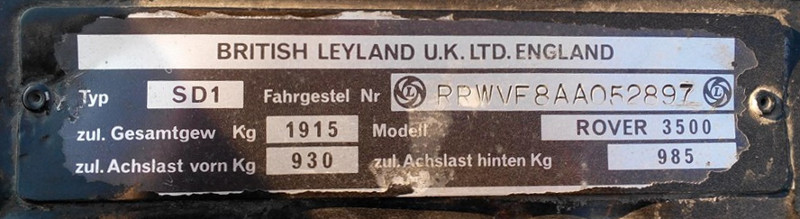 BRITISH LEYLAND U.K. LTD. ENGLAND
Typ SD1 Fahrgestel Nr RRWVF8AA052897
zul. Gesamtgew Kg 1915 Modell ROVER 3500
zul. Achslast vorn Kg 930 zul. Achslast hinten Kg 985